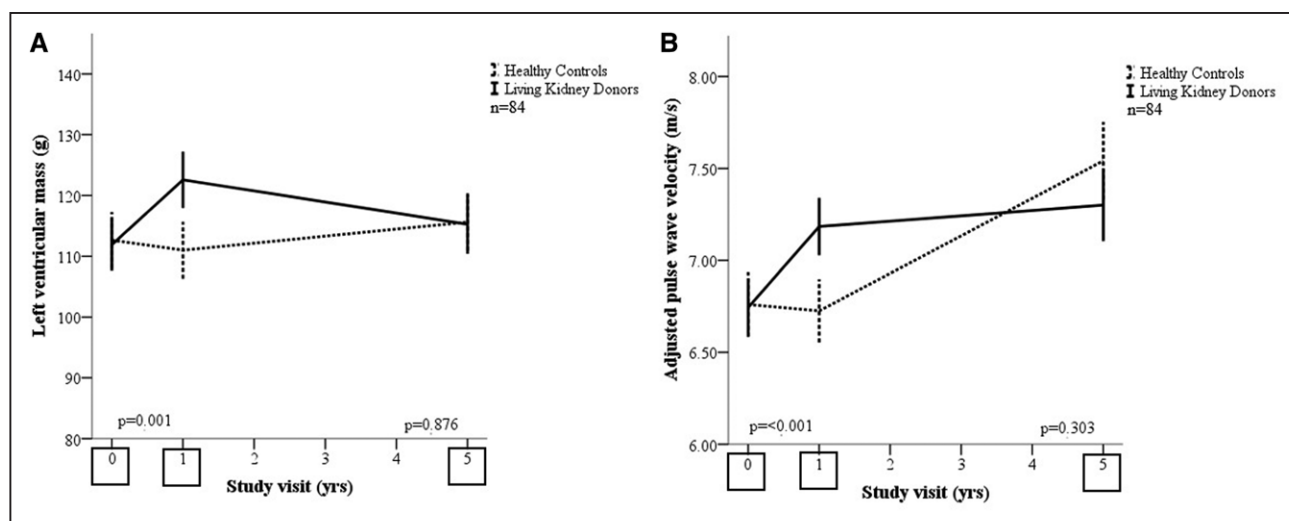 A
Left ventricular mass (g)
140
130
120
110
100
90
80
Healthy Controls
Living Kidney Donors
n=84
p=0.001
p=0.876
0 1 2 3 4 5
Study visit (yrs)
B
Adjusted pulse wave velocity (m/s)
8.00
7.50
7.00
6.50
6.00
Healthy Controls
Living Kidney Donors
n=84
p=<0.001
p=0.303
0 1 2 3 4 5
Study visit (yrs)